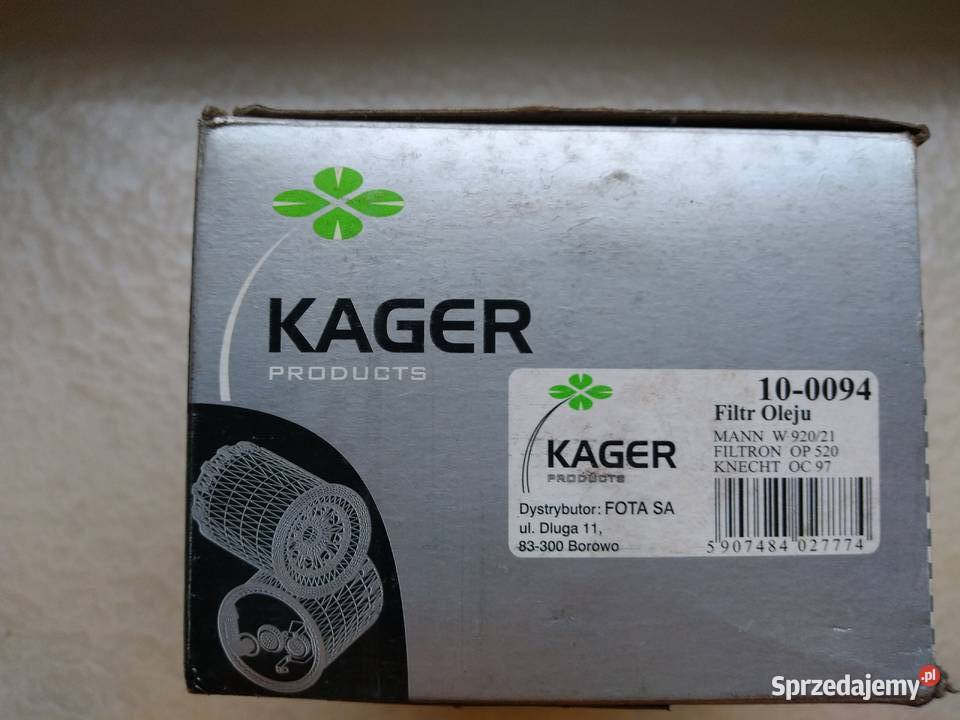 KAGER
PRODUCTS
10-0094
Filtr Oleju
MANN W 920/21
FILTRON OP 520
KNECHT OC 97
KAGER
PRODUCTS
Dystrybutor: FOTA SA
ul. Dluga 11,
83-300 Borowo
5 907484 027774
Sprzedajemy.pl